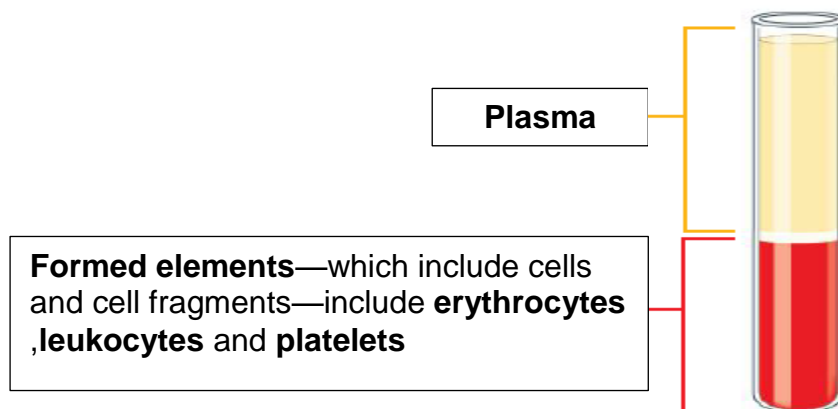 Plasma
Formed elements—which include cells
and cell fragments—include erythrocytes
,leukocytes and platelets